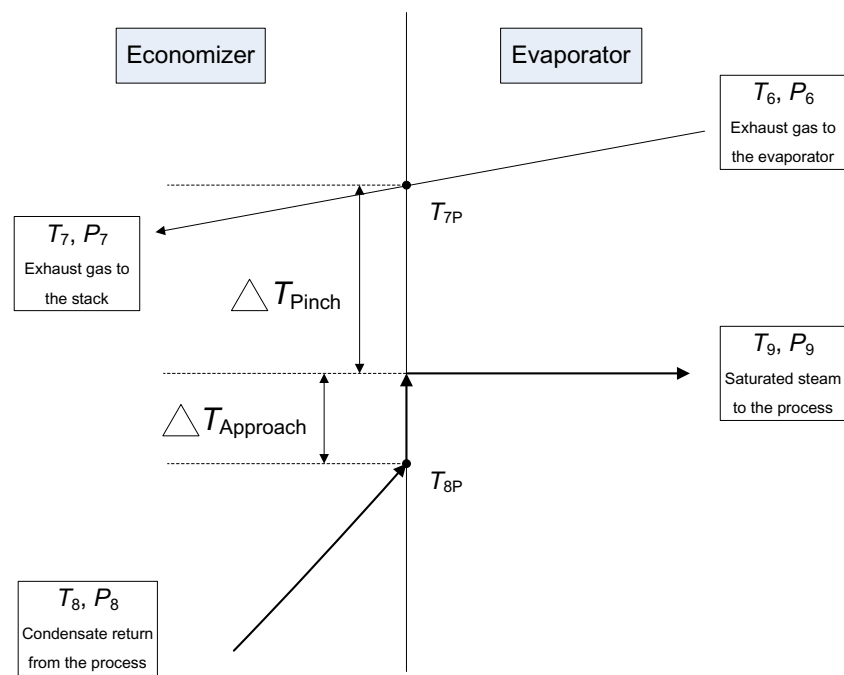 Economizer
Evaporator
T6, P6
Exhaust gas to
the evaporator
T7P
T7, P7
Exhaust gas to
the stack
△TPinch
T9, P9
Saturated steam
to the process
△TApproach
T8P
T8, P8
Condensate return
from the process